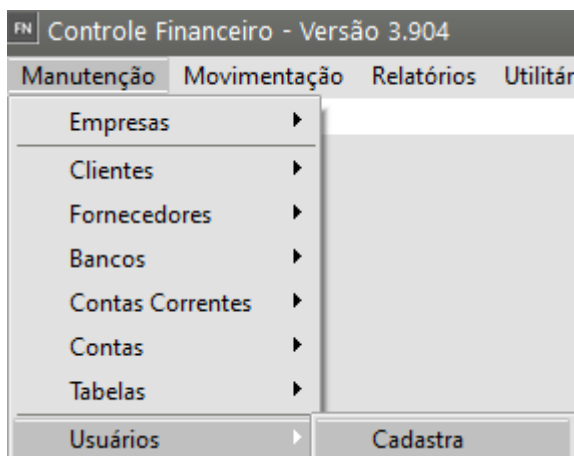 FN Controle Financeiro - Versão 3.904
Manutenção Movimentação Relatórios
Empresas
Clientes
Fornecedores
Bancos
Contas Correntes
Contas
Tabelas
Usuários Cadastra